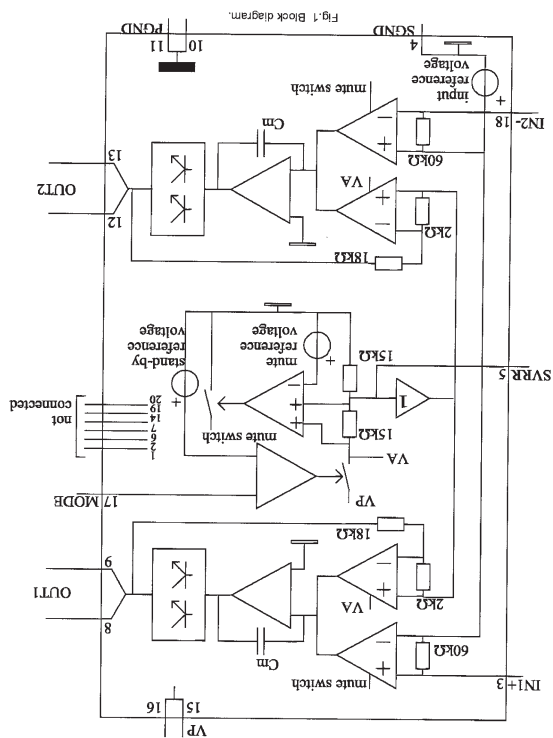 VP
15 16
mute switch
IN1+ 3
60kΩ
+
−
Cm
8
OUT1
9
VA
2kΩ
+
−
18kΩ
17 MODE
VP
VA
15kΩ
mute switch
1
+
+
−
SVRR 5
15kΩ
+
mute
reference
voltage
+
stand-by
reference
voltage
1
2
6
7
14
19
20
not
connected
18kΩ
2kΩ
−
+
VA
12
OUT2
13
60kΩ
+
−
Cm
IN2- 18
mute switch
+
input
reference
voltage
4
SGND
10 11
PGND
Fig.1 Block diagram.